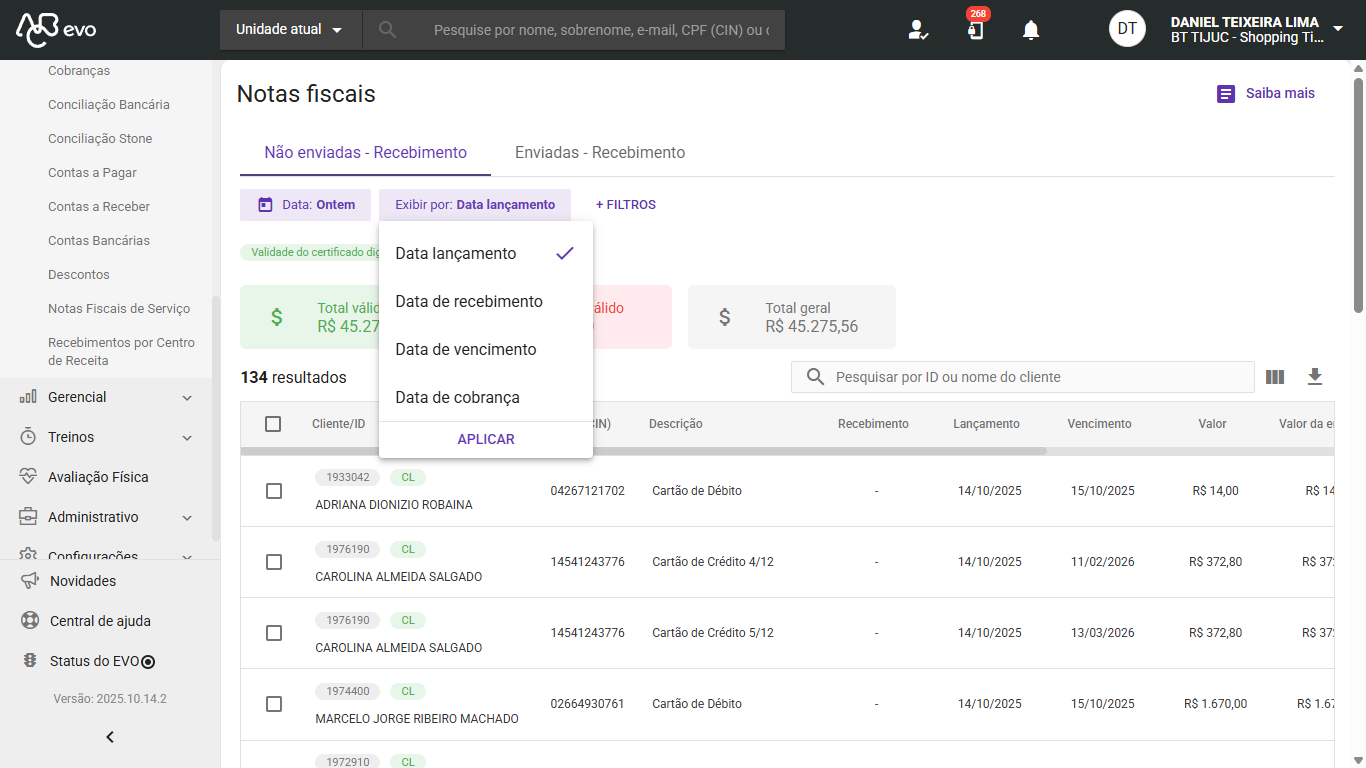 evo
Unidade atual
Pesquise por nome, sobrenome, e-mail, CPF (CIN) ou c
268
DT
DANIEL TEIXEIRA LIMA
BT TIJUC - Shopping Ti...
Cobranças
Conciliação Bancária
Conciliação Stone
Contas a Pagar
Contas a Receber
Contas Bancárias
Descontos
Notas Fiscais de Serviço
Recebimentos por Centro
de Receita
Gerencial
Treinos
Avaliação Física
Administrativo
Configurações
Novidades
Central de ajuda
Status do EVO
Versão: 2025.10.14.2
Notas fiscais
Saiba mais
Não enviadas - Recebimento
Enviadas - Recebimento
Data: Ontem
Exibir por: Data lançamento
+ FILTROS
Validade do certificado dig
Data lançamento
Data de recebimento
Data de vencimento
Data de cobrança
APLICAR
Total válid
R$ 45.27
álido
Total geral
R$ 45.275,56
134 resultados
Pesquisar por ID ou nome do cliente
Cliente/ID
CIN)
Descrição
Recebimento
Lançamento
Vencimento
Valor
Valor da e
1933042 CL
ADRIANA DIONIZIO ROBAINA
04267121702
Cartão de Débito
-
14/10/2025
15/10/2025
R$ 14,00
R$ 14
1976190 CL
CAROLINA ALMEIDA SALGADO
14541243776
Cartão de Crédito 4/12
-
14/10/2025
11/02/2026
R$ 372,80
R$ 37
1976190 CL
CAROLINA ALMEIDA SALGADO
14541243776
Cartão de Crédito 5/12
-
14/10/2025
13/03/2026
R$ 372,80
R$ 37
1974400 CL
MARCELO JORGE RIBEIRO MACHADO
02664930761
Cartão de Débito
-
14/10/2025
15/10/2025
R$ 1.670,00
R$ 1.67
1972910 CL